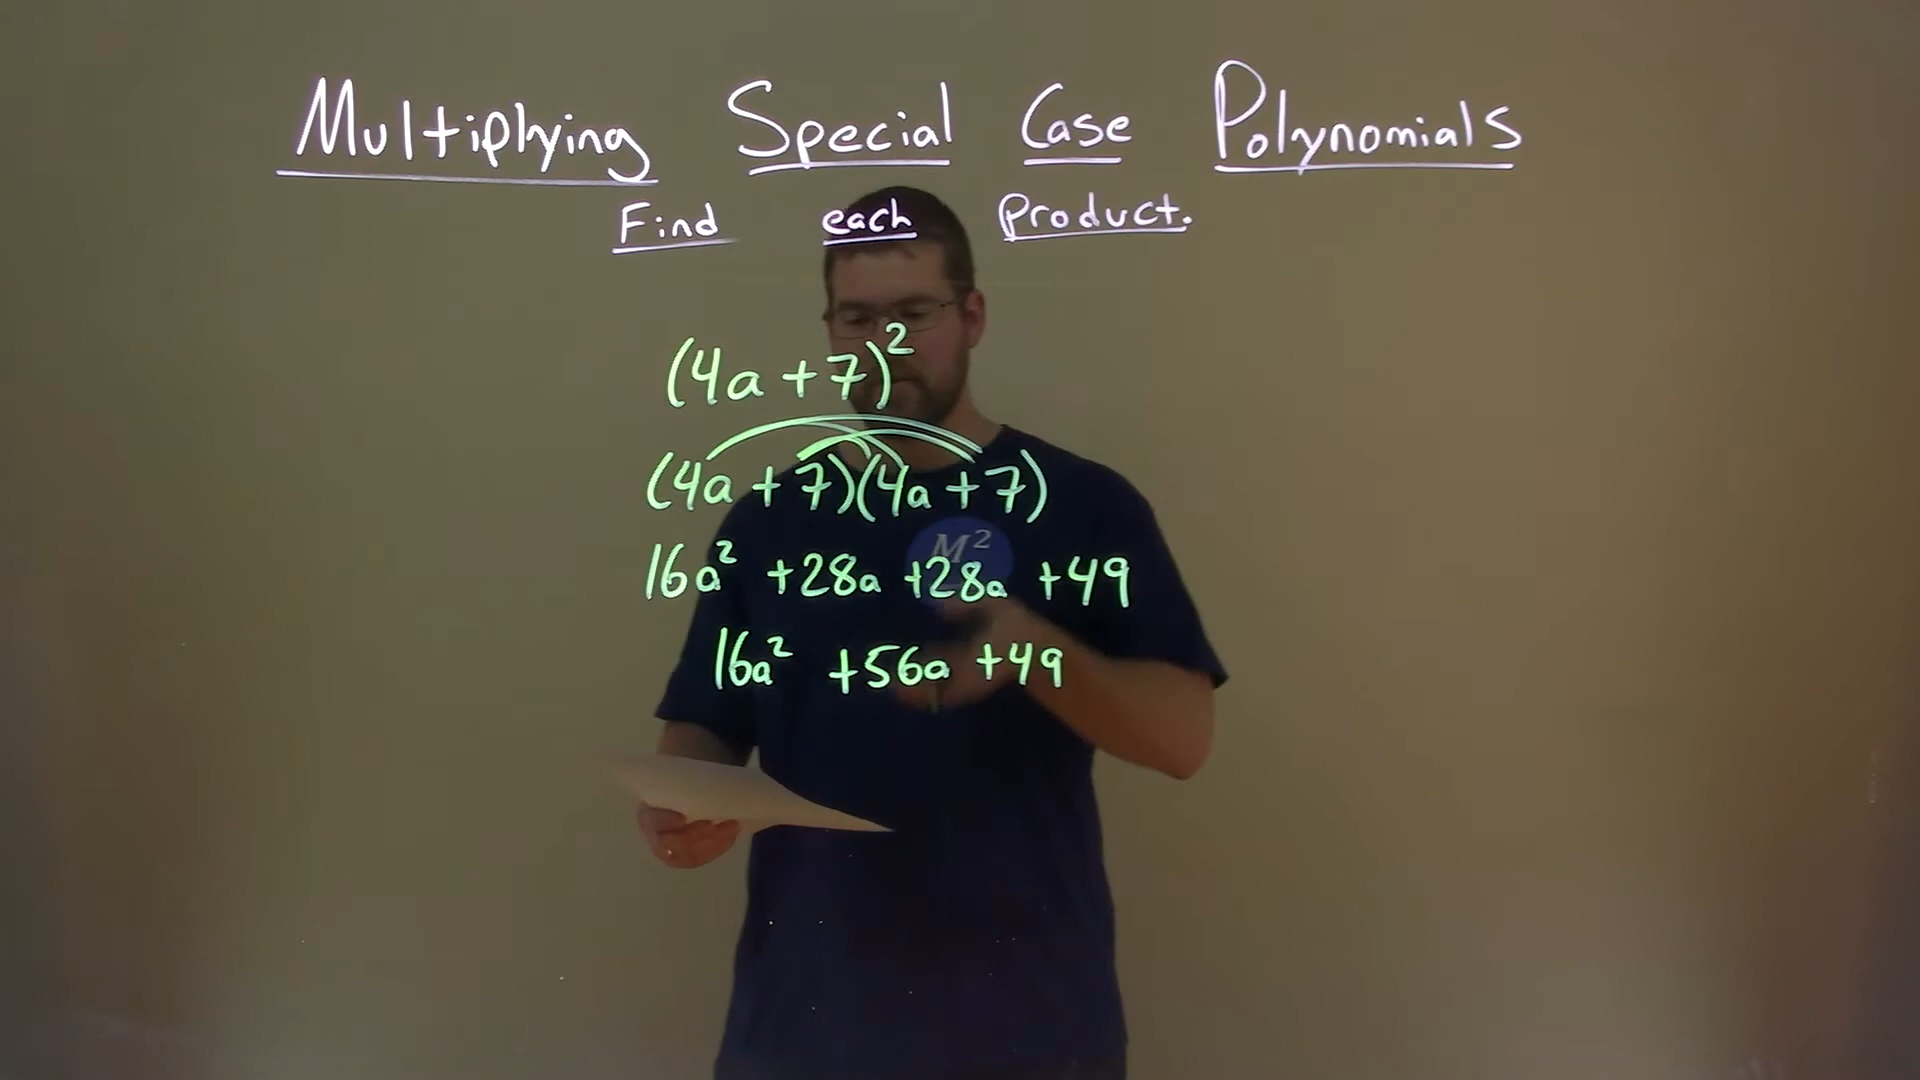 Multiplying Special Case Polynomials
Find each product.
(4a + 7)²
(4a + 7)(4a + 7)
M²
16a² +28a +28a +49
16a² +56a +49